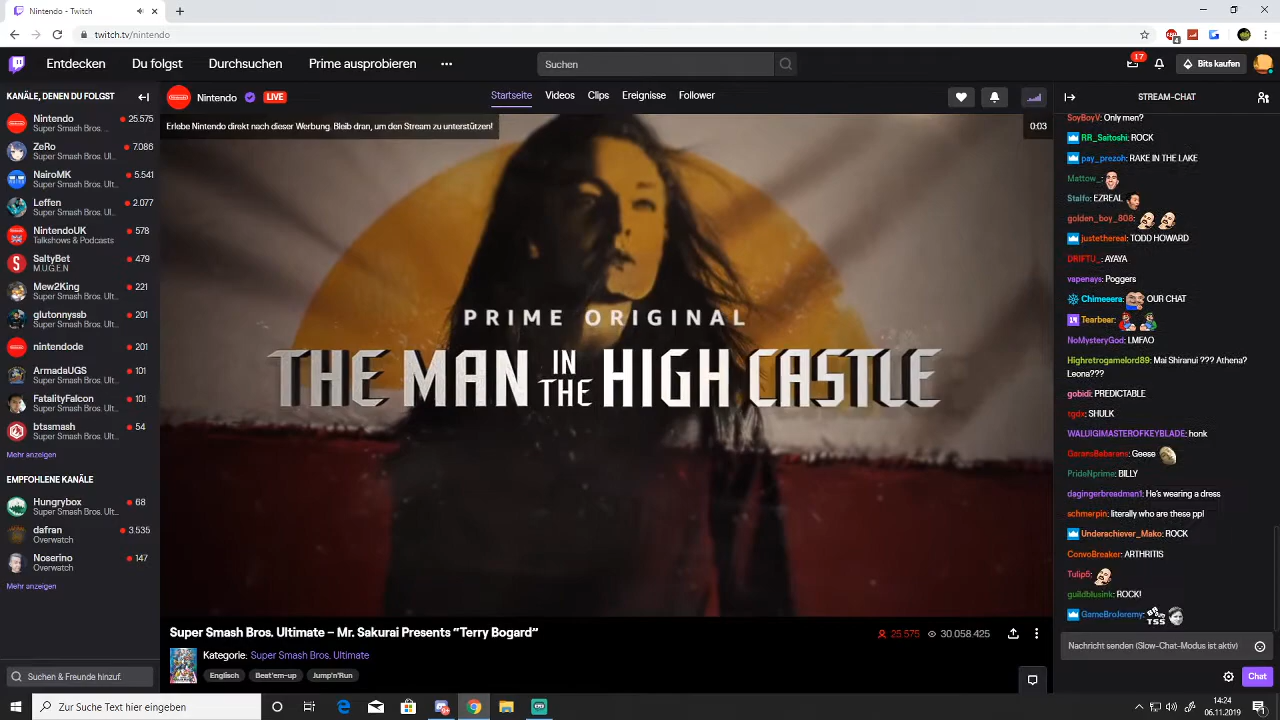 Nintendo - Twitch
twitch.tv/nintendo
Entdecken
Du folgst
Durchsuchen
Prime ausprobieren
Suchen
17
Bits kaufen
KANÄLE, DENEN DU FOLGST
Nintendo
25.575
Super Smash Bros. ...
ZeRo
7.086
Super Smash Bros. Ul...
NairoMK
5.541
Super Smash Bros. Ul...
Leffen
2.077
Super Smash Bros. Ul...
NintendoUK
578
Talkshows & Podcasts
SaltyBet
479
M.U.G.E.N
Mew2King
221
Super Smash Bros. Ult...
glutonnyssb
201
Super Smash Bros. Ult...
nintendode
201
ArmadaUGS
101
Super Smash Bros. Ult...
FatalityFalcon
101
Super Smash Bros. Ult...
btssmash
54
Super Smash Bros. Ult...
Mehr anzeigen
EMPFOHLENE KANÄLE
Hungrybox
68
Super Smash Bros. Ult...
dafran
3.535
Overwatch
Noserino
147
Overwatch
Mehr anzeigen
Suchen & Freunde hinzuf.
Nintendo
LIVE
Startseite
Videos
Clips
Ereignisse
Follower
Erlebe Nintendo direkt nach dieser Werbung. Bleib dran, um den Stream zu unterstützen!
0:03
PRIME ORIGINAL
THE MAN IN THE HIGH CASTLE
Super Smash Bros. Ultimate – Mr. Sakurai Presents "Terry Bogard"
25.575
30.058.425
Kategorie: Super Smash Bros. Ultimate
Englisch
Beat'em-up
Jump'n'Run
STREAM-CHAT
SoyBoyV: Only men?
RR_Saitoshi: ROCK
pay_prezoh: RAKE IN THE LAKE
Mattow_:
Stalfo: EZREAL
golden_boy_808:
justethereal: TODD HOWARD
DRIFTU_: AYAYA
vapenays: Poggers
Chimeeera: OUR CHAT
Tearbear:
NoMysteryGod: LMFAO
Highretrogamelord89: Mai Shiranui ??? Athena?
Leona???
gobidi: PREDICTABLE
tgdx: SHULK
WALUIGIMASTEROFKEYBLADE: honk
GaransBabarans: Geese
PridaNprime: BILLY
dagingerbreadman1: He's wearing a dress
schmerpin: literally who are these ppl
Underachiever_Mako: ROCK
ConvoBreaker: ARTHRITIS
Tulipō:
guildblusink: ROCK!
GameBroJeremy:
Nachricht senden (Slow-Chat-Modus ist aktiv)
Chat
Zur Suche Text hier eingeben
14:24
06.11.2019